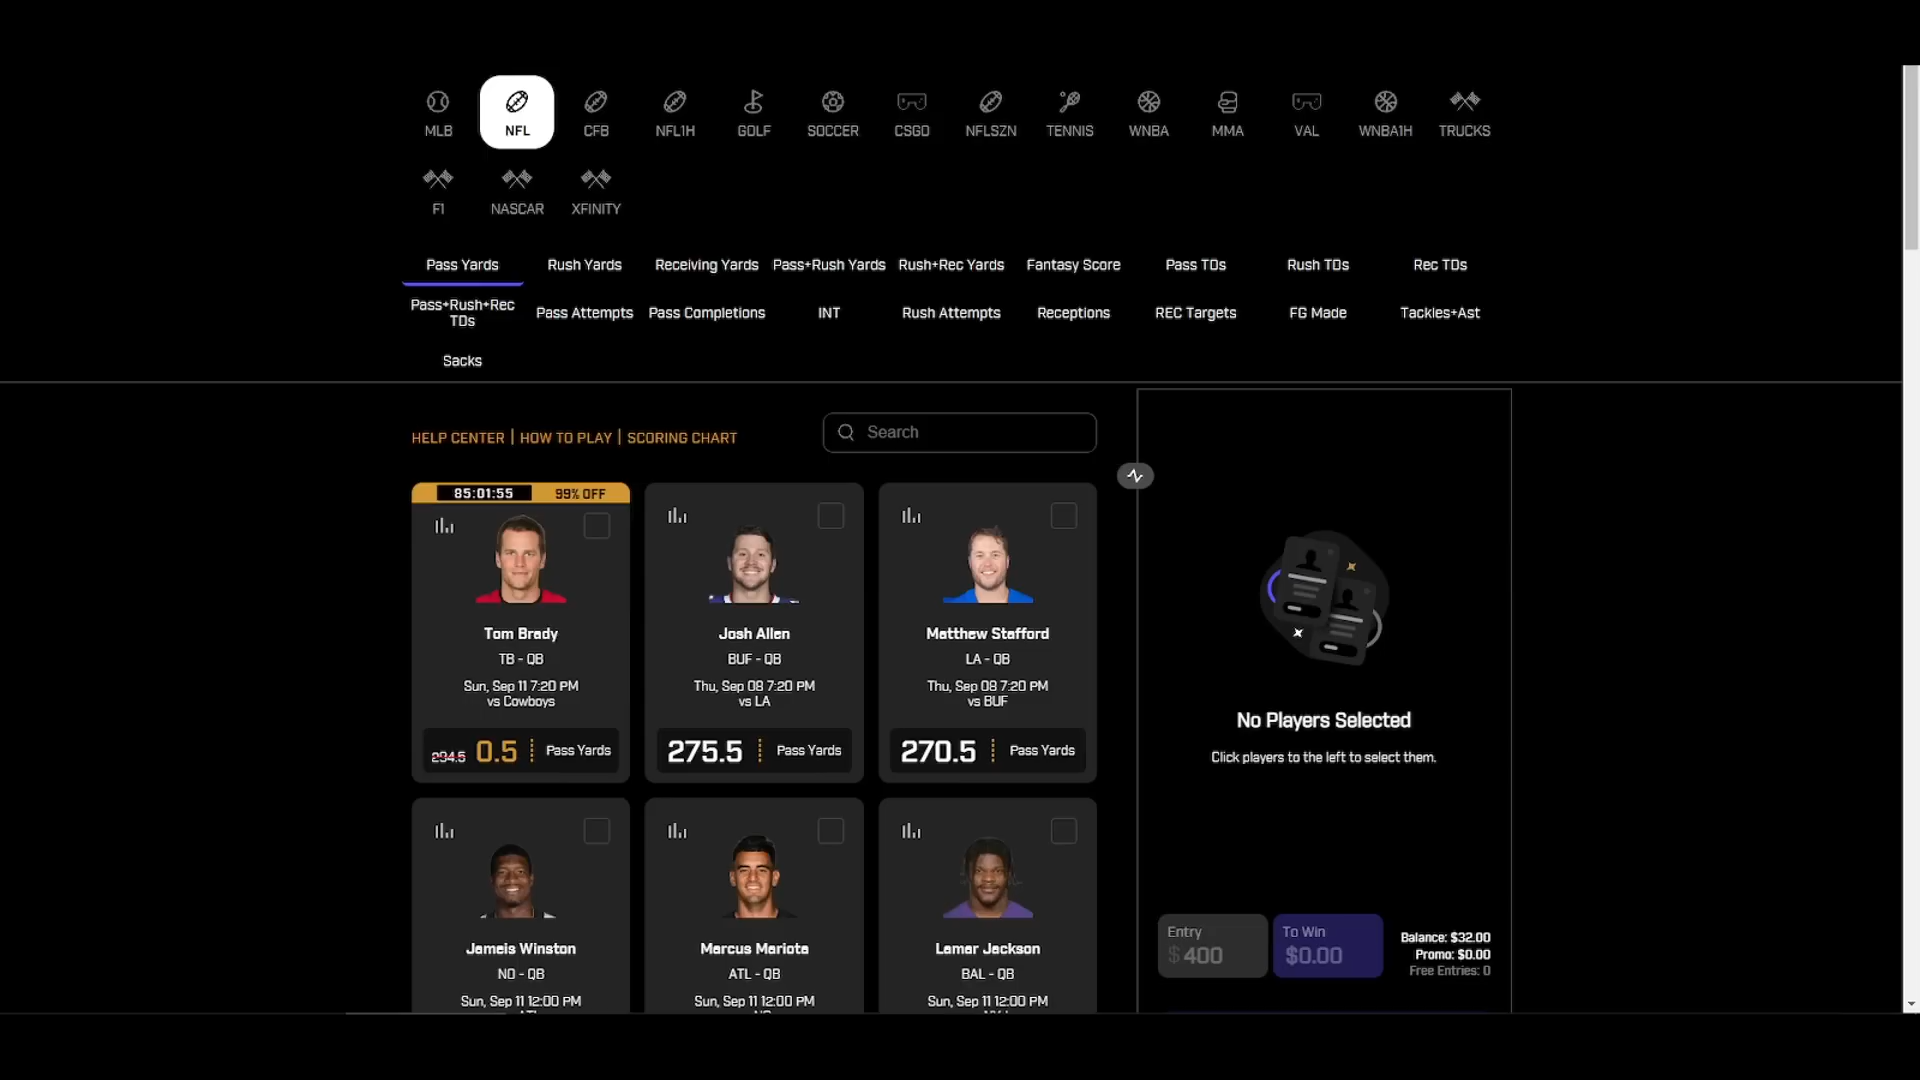 MLB NFL CFB NFL1H GOLF SOCCER CSGO NFLSZN TENNIS WNBA MMA VAL WNBA1H TRUCKS
F1 NASCAR XFINITY
Pass Yards Rush Yards Receiving Yards Pass+Rush Yards Rush+Rec Yards Fantasy Score Pass TDs Rush TDs Rec TDs
Pass+Rush+Rec TDs Pass Attempts Pass Completions INT Rush Attempts Receptions REC Targets FG Made Tackles+Ast
Sacks
HELP CENTER | HOW TO PLAY | SCORING CHART
Search
85:01:55 99% OFF
Tom Brady
TB - QB
Sun, Sep 11 7:20 PM
vs Cowboys
294.5 0.5 Pass Yards
Josh Allen
BUF - QB
Thu, Sep 08 7:20 PM
vs LA
275.5 Pass Yards
Matthew Stafford
LA - QB
Thu, Sep 08 7:20 PM
vs BUF
270.5 Pass Yards
Jameis Winston
NO - QB
Sun, Sep 11 12:00 PM
Marcus Mariota
ATL - QB
Sun, Sep 11 12:00 PM
Lamar Jackson
BAL - QB
Sun, Sep 11 12:00 PM
No Players Selected
Click players to the left to select them.
Entry
$400
To Win
$0.00
Balance: $32.00
Promo: $0.00
Free Entries: 0